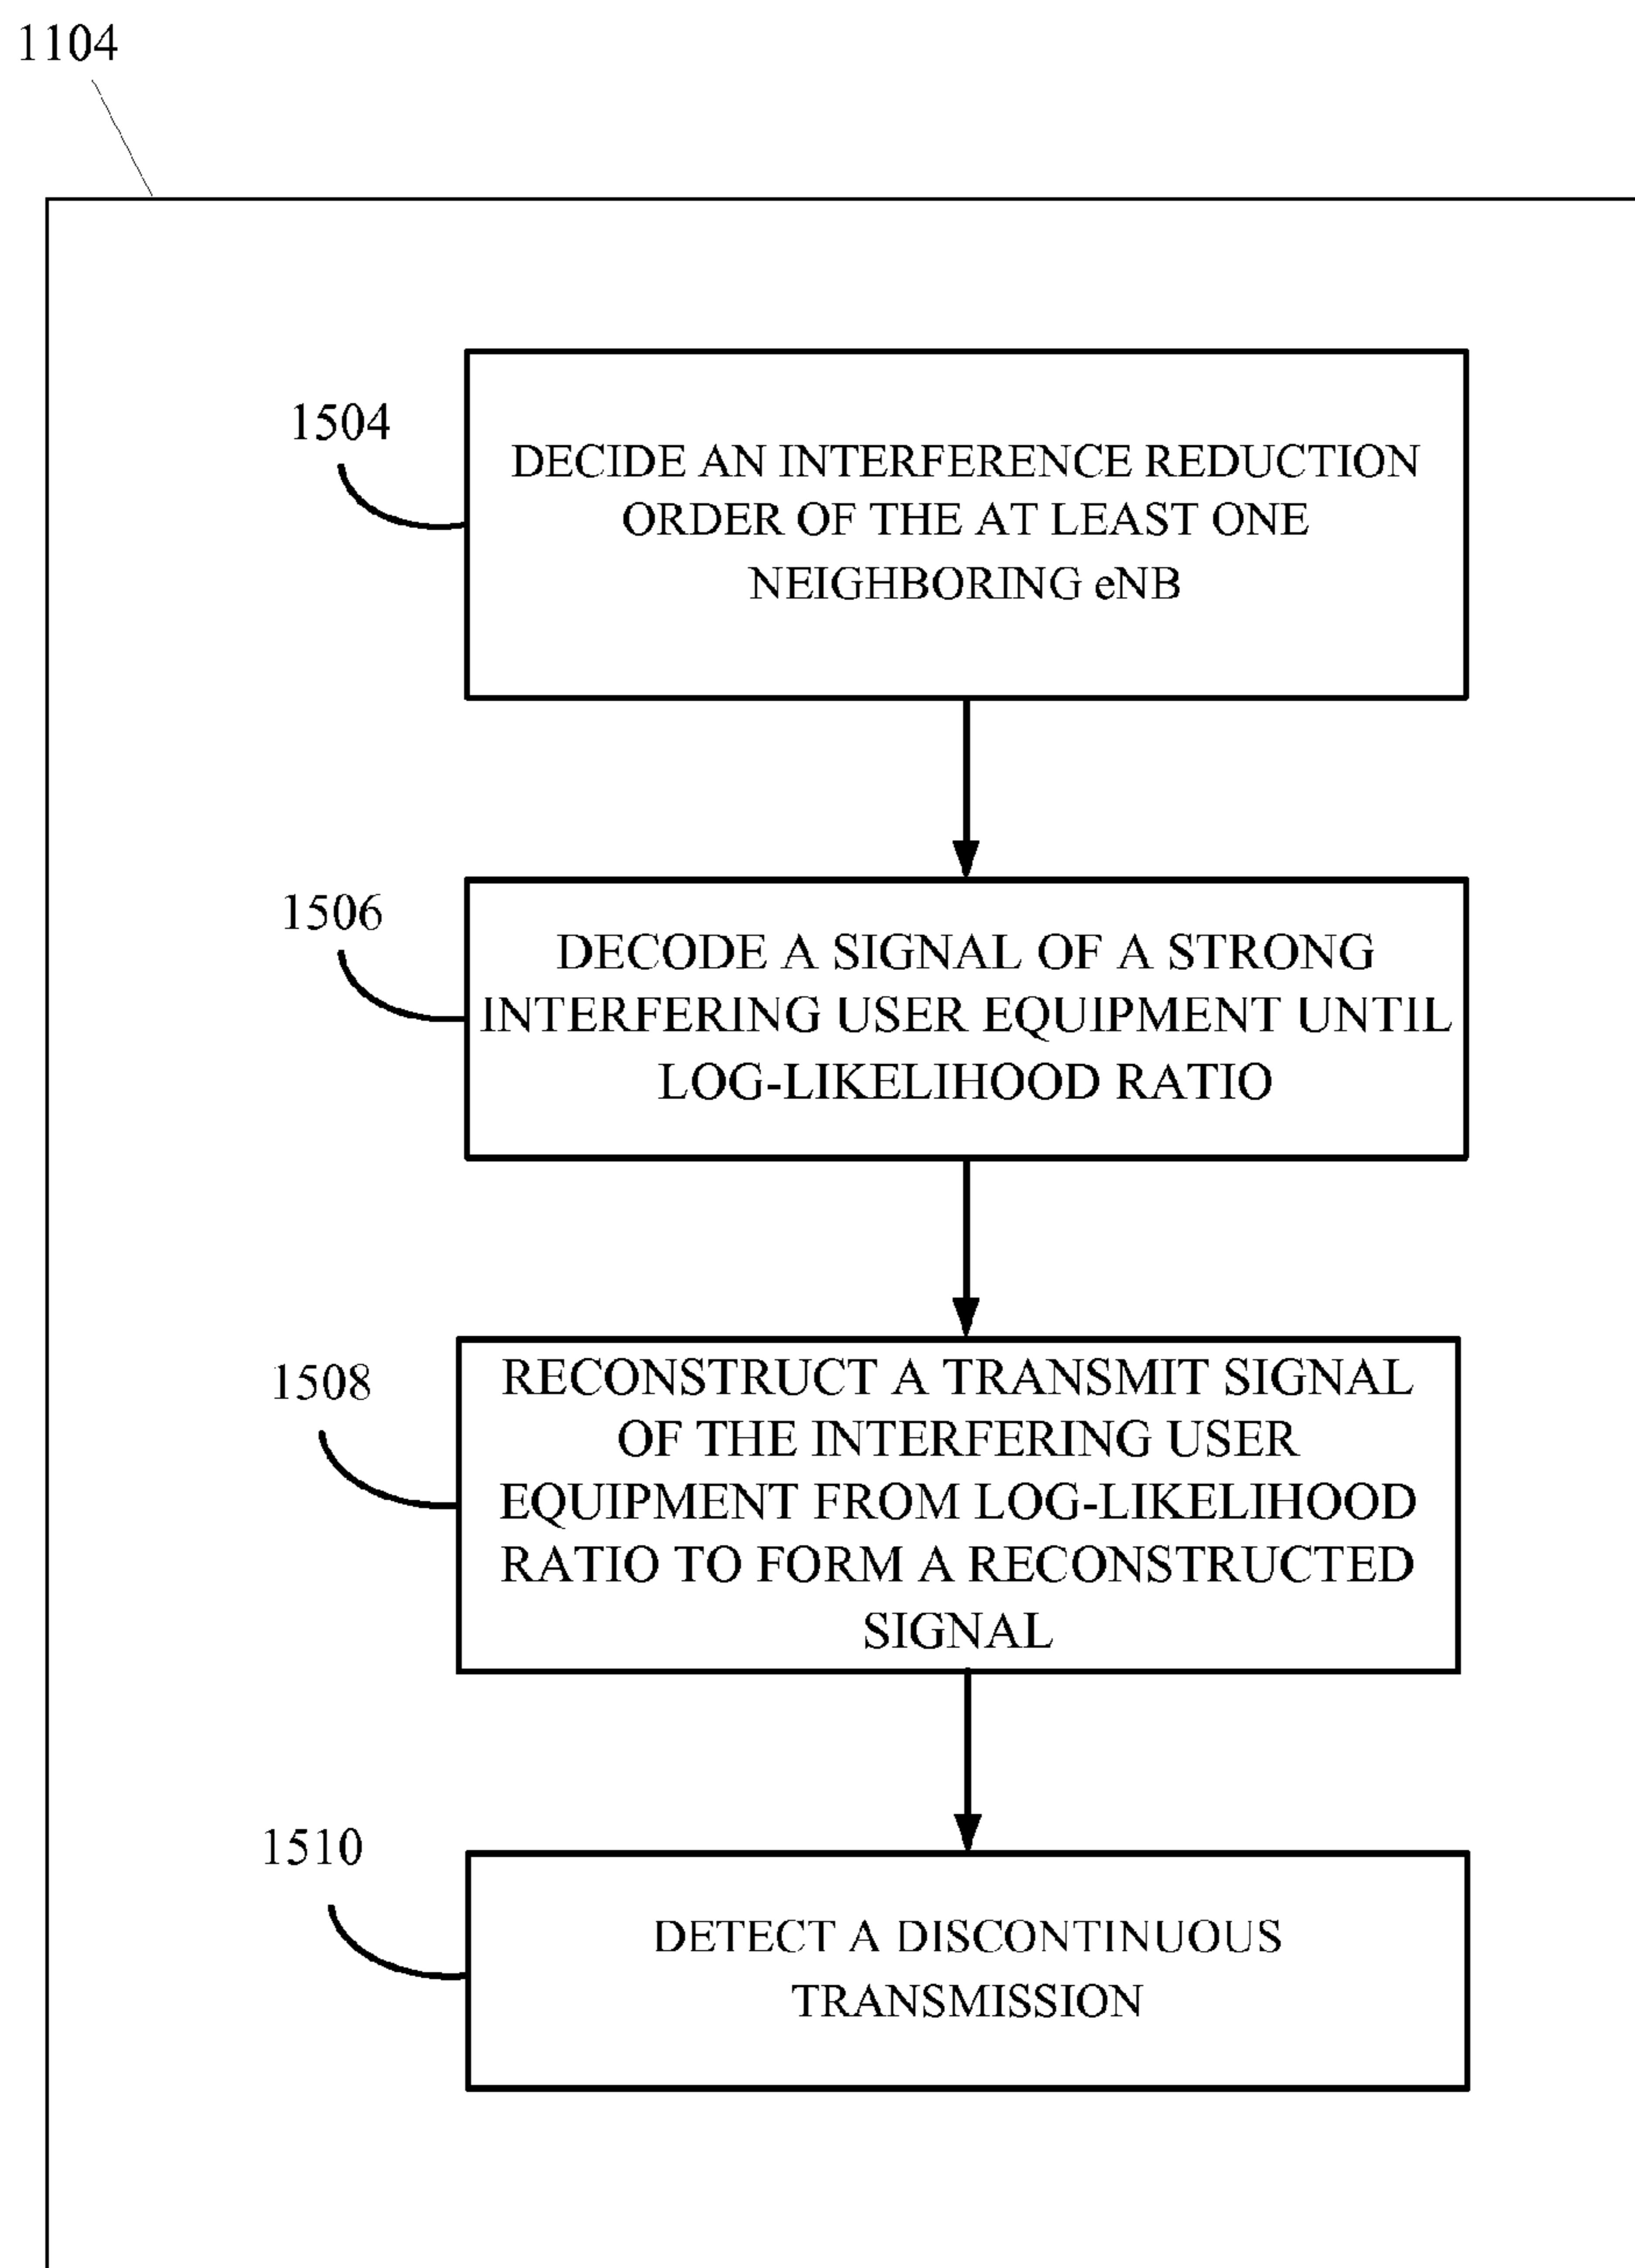 1104
1504
DECIDE AN INTERFERENCE REDUCTION
ORDER OF THE AT LEAST ONE
NEIGHBORING eNB
1506
DECODE A SIGNAL OF A STRONG
INTERFERING USER EQUIPMENT UNTIL
LOG-LIKELIHOOD RATIO
1508
RECONSTRUCT A TRANSMIT SIGNAL
OF THE INTERFERING USER
EQUIPMENT FROM LOG-LIKELIHOOD
RATIO TO FORM A RECONSTRUCTED
SIGNAL
1510
DETECT A DISCONTINUOUS
TRANSMISSION